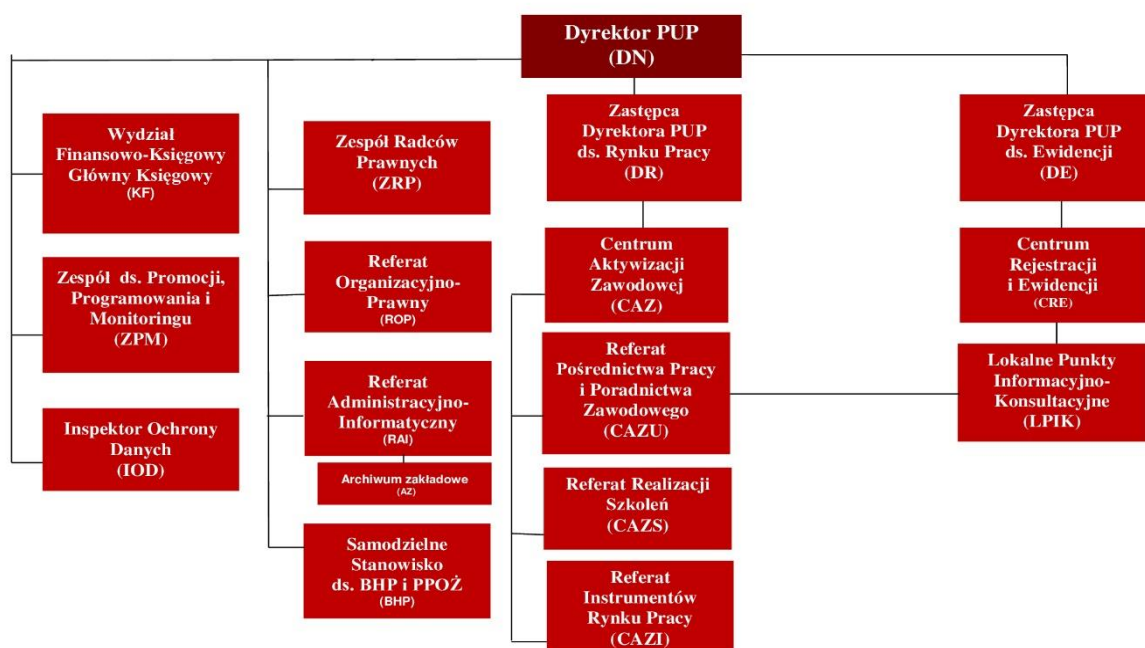 Dyrektor PUP
(DN)
Wydział
Finansowo-Księgowy
Główny Księgowy
(KF)
Zespół ds. Promocji,
Programowania i
Monitoringu
(ZPM)
Inspektor Ochrony
Danych
(IOD)
Zespół Radców
Prawnych
(ZRP)
Referat
Organizacyjno-
Prawny
(ROP)
Referat
Administracyjno-
Informatyczny
(RAI)
Archiwum zakładowe
(AZ)
Samodzielne
Stanowisko
ds. BHP i PPOŻ
(BHP)
Zastępca
Dyrektora PUP
ds. Rynku Pracy
(DR)
Centrum
Aktywizacji
Zawodowej
(CAZ)
Referat
Pośrednictwa Pracy
i Poradnictwa
Zawodowego
(CAZU)
Referat Realizacji
Szkoleń
(CAZS)
Referat
Instrumentów
Rynku Pracy
(CAZI)
Zastępca
Dyrektora PUP
ds. Ewidencji
(DE)
Centrum
Rejestracji
i Ewidencji
(CRE)
Lokalne Punkty
Informacyjno-
Konsultacyjne
(LPIK)